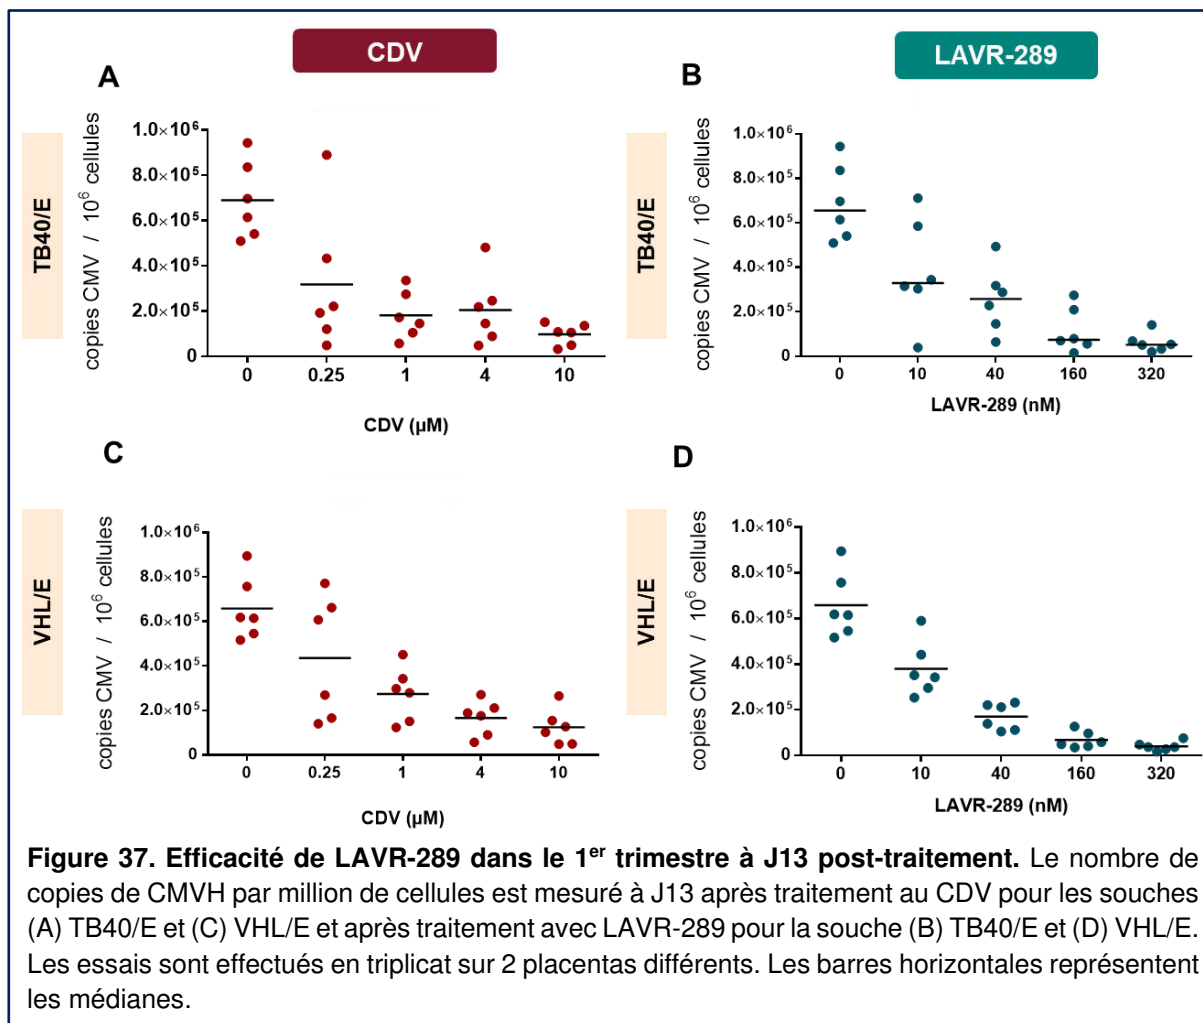 CDV
LAVR-289
A
TB40/E
copies CMV / 10⁶ cellules
1.0×10⁶
8.0×10⁵
6.0×10⁵
4.0×10⁵
2.0×10⁵
0
0 0.25 1 4 10
CDV (µM)
B
TB40/E
copies CMV / 10⁶ cellules
1.0×10⁶
8.0×10⁵
6.0×10⁵
4.0×10⁵
2.0×10⁵
0
0 10 40 160 320
LAVR-289 (nM)
C
VHL/E
copies CMV / 10⁶ cellules
1.0×10⁶
8.0×10⁵
6.0×10⁵
4.0×10⁵
2.0×10⁵
0
0 0.25 1 4 10
CDV (µM)
D
VHL/E
copies CMV / 10⁶ cellules
1.0×10⁶
8.0×10⁵
6.0×10⁵
4.0×10⁵
2.0×10⁵
0
0 10 40 160 320
LAVR-289 (nM)
Figure 37. Efficacité de LAVR-289 dans le 1ᵉʳ trimestre à J13 post-traitement. Le nombre de
copies de CMVH par million de cellules est mesuré à J13 après traitement au CDV pour les souches
(A) TB40/E et (C) VHL/E et après traitement avec LAVR-289 pour la souche (B) TB40/E et (D) VHL/E.
Les essais sont effectués en triplicat sur 2 placentas différents. Les barres horizontales représentent
les médianes.